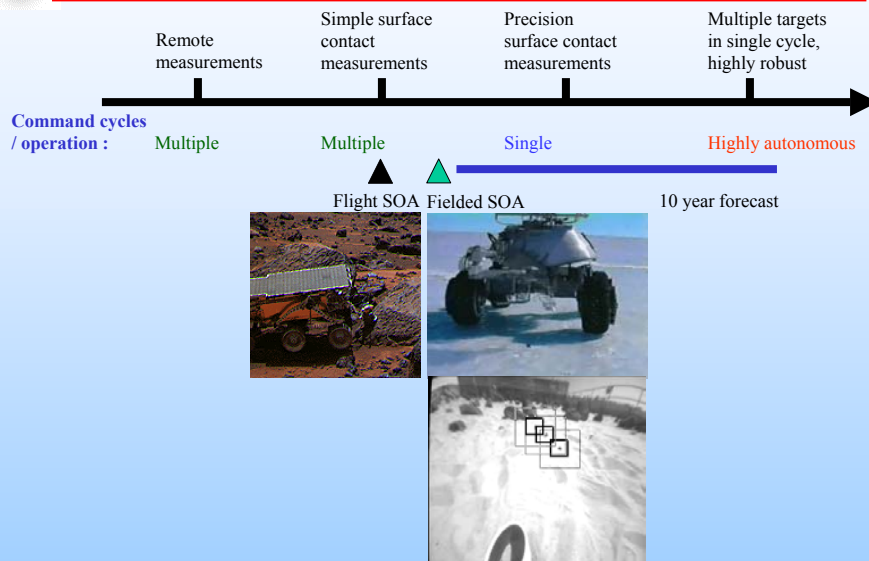 Remote
measurements
Simple surface
contact
measurements
Precision
surface contact
measurements
Multiple targets
in single cycle,
highly robust
Command cycles
/ operation :
Multiple
Multiple
Single
Highly autonomous
Flight SOA
Fielded SOA
10 year forecast